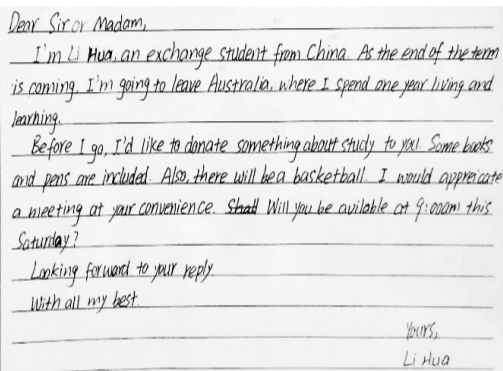 Dear Sir or Madam,
I'm Li Hua, an exchange student from China. As the end of the term
is coming, I'm going to leave Australia, where I spend one year living and
learning.
Before I go, I'd like to donate something about study to you. Some books
and pens are included. Also, there will be a basketball. I would appreicate
a meeting at your convenience. Shall Will you be avilable at 9:00am this
Saturday?
Looking forward to your reply.
With all my best.
Yours,
Li Hua